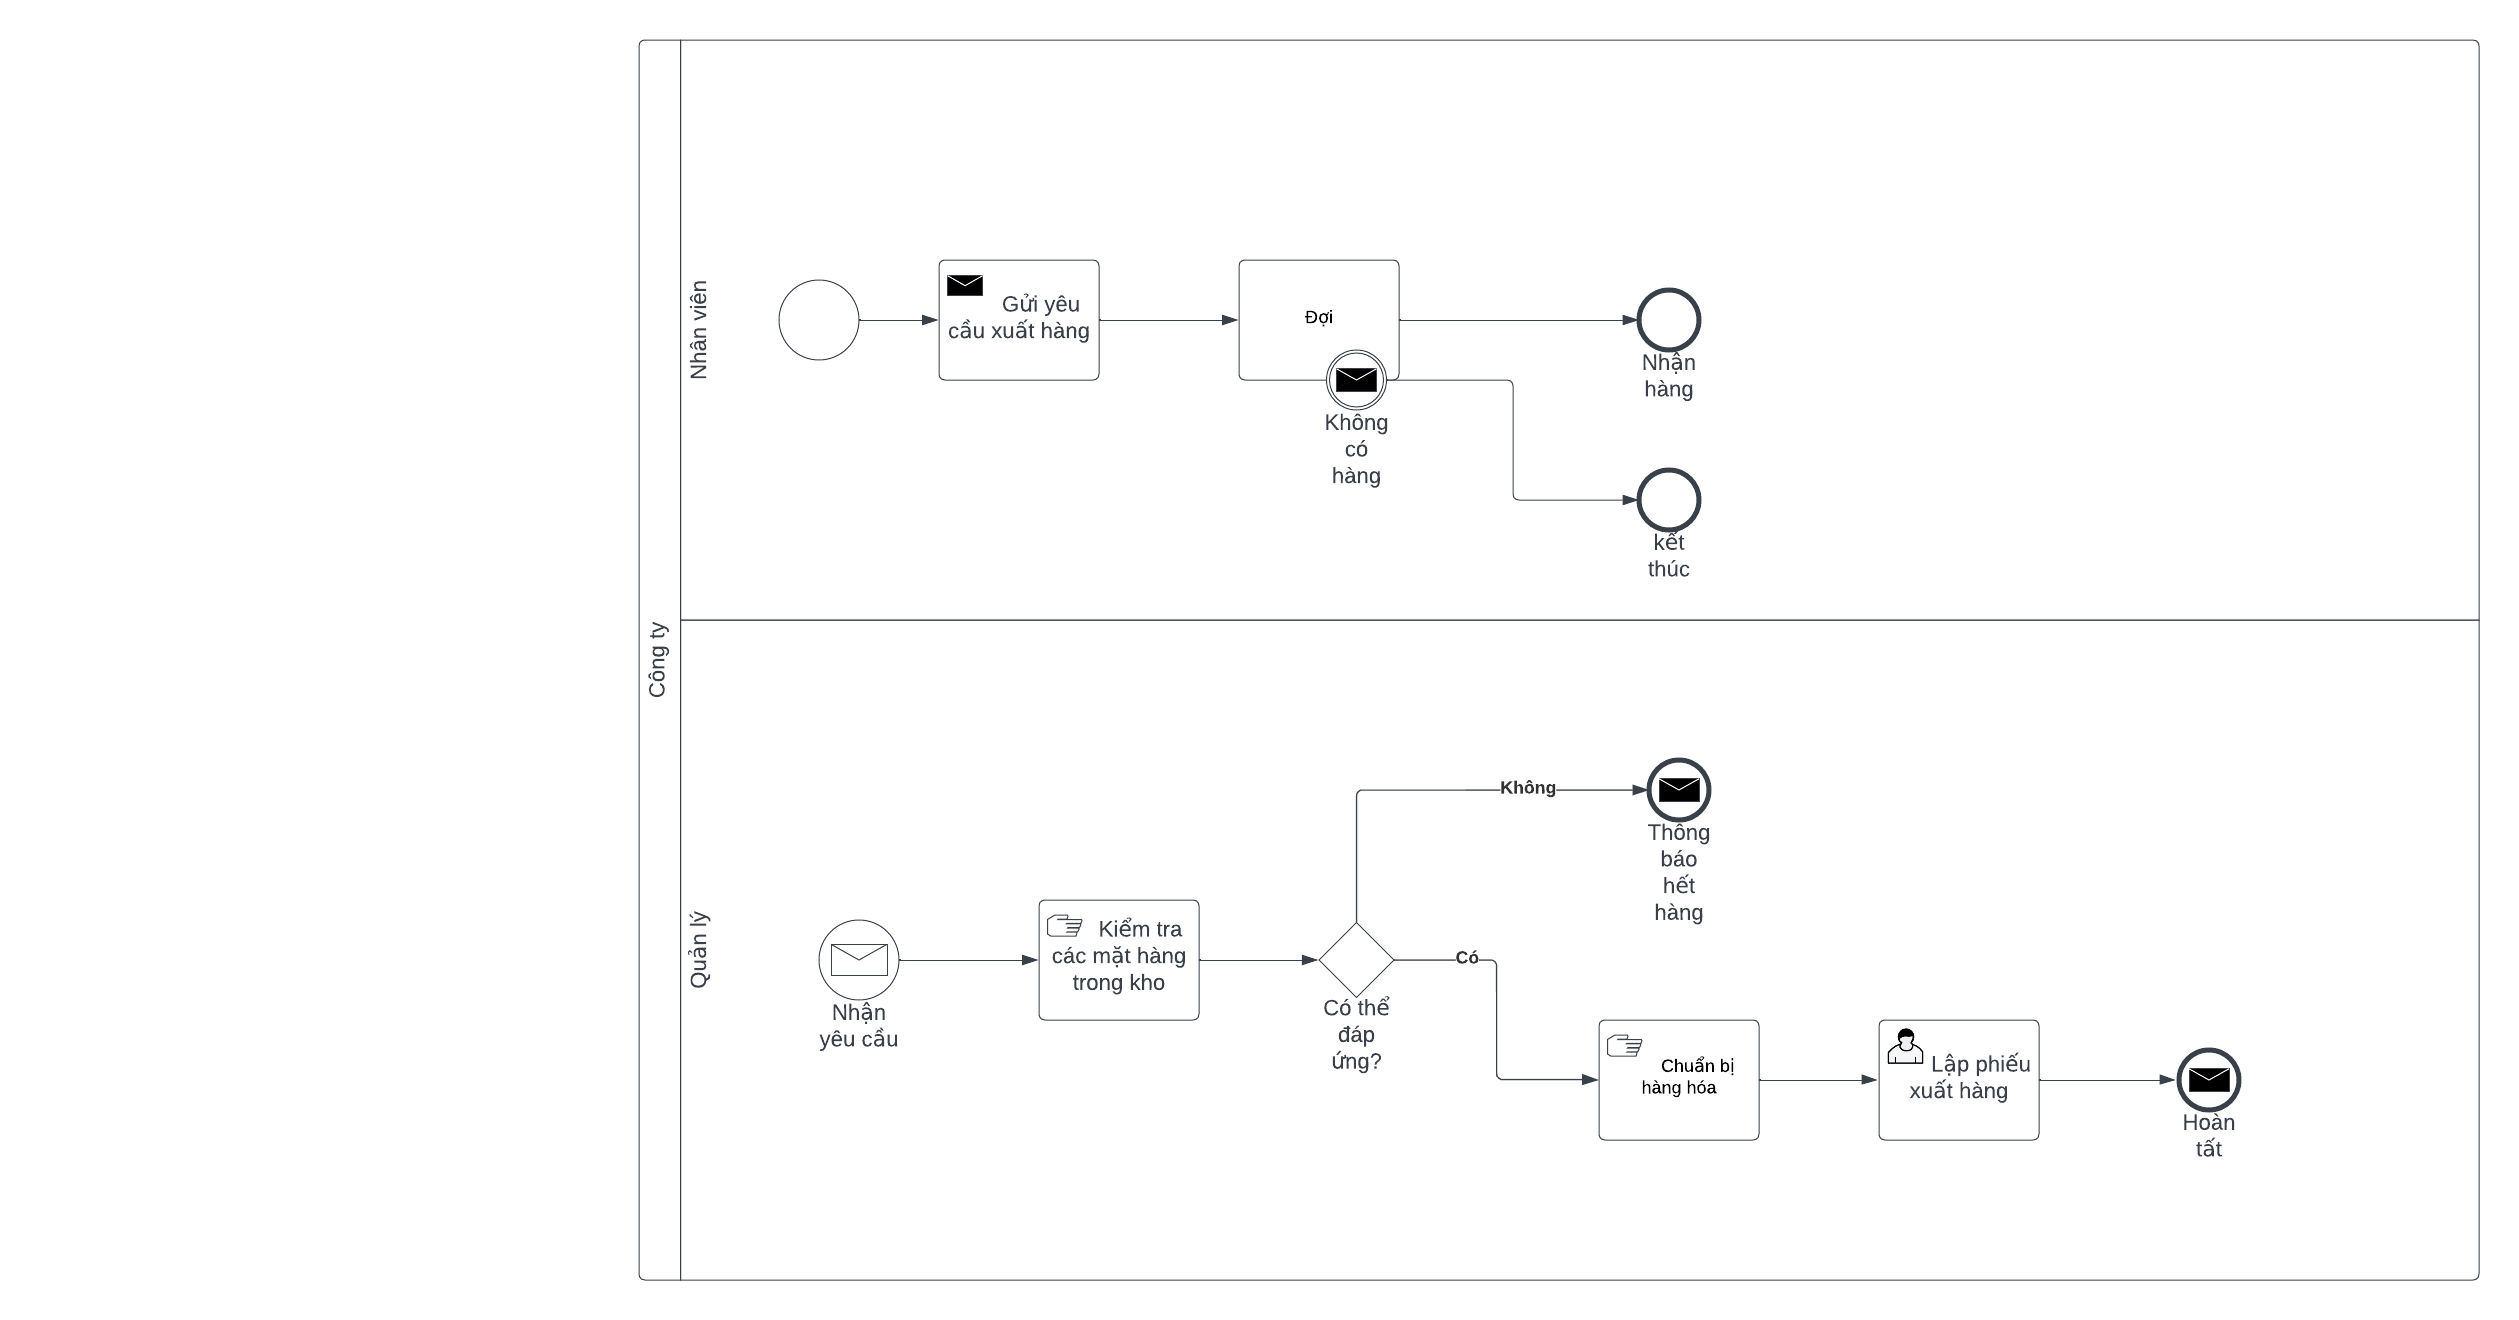 Công ty
Nhân viên
Gửi yêu
cầu xuất hàng
Đợi
Không
có
hàng
Nhận
hàng
kết
thúc
Quản lý
Nhận
yêu cầu
Kiểm tra
các mặt hàng
trong kho
Có thể
đáp
ứng?
Không
Thông
báo
hết
hàng
Có
Chuẩn bị
hàng hóa
Lập phiếu
xuất hàng
Hoàn
tất